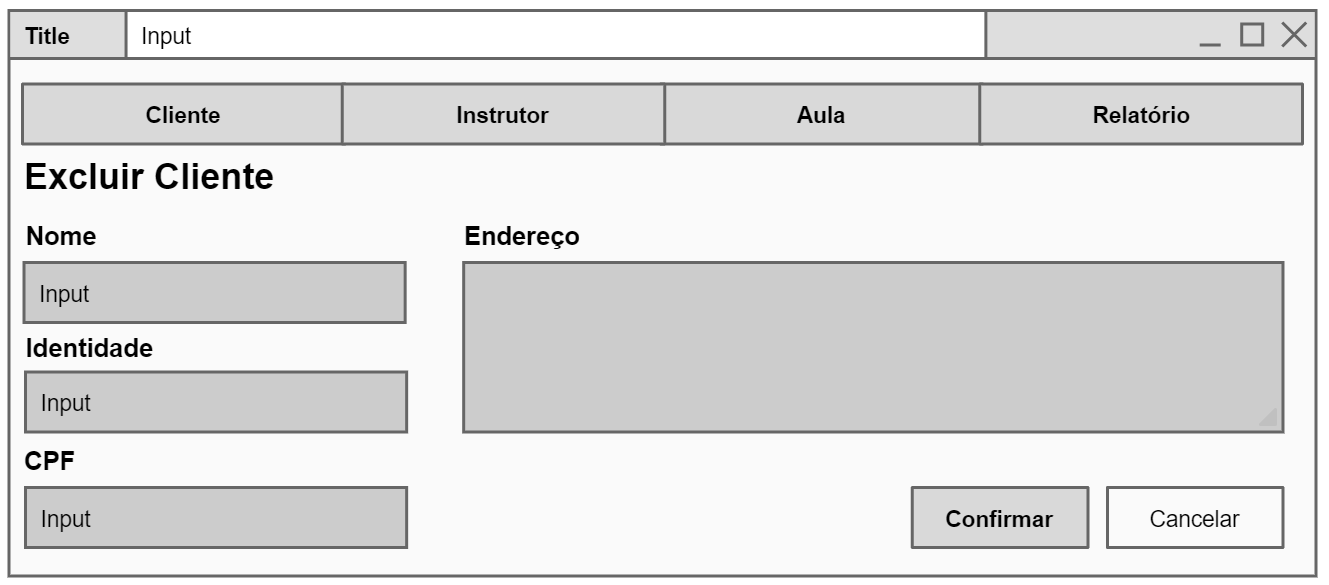 Title Input
Cliente Instrutor Aula Relatório
Excluir Cliente
Nome Endereço
Input
Identidade
Input
CPF
Input Confirmar Cancelar